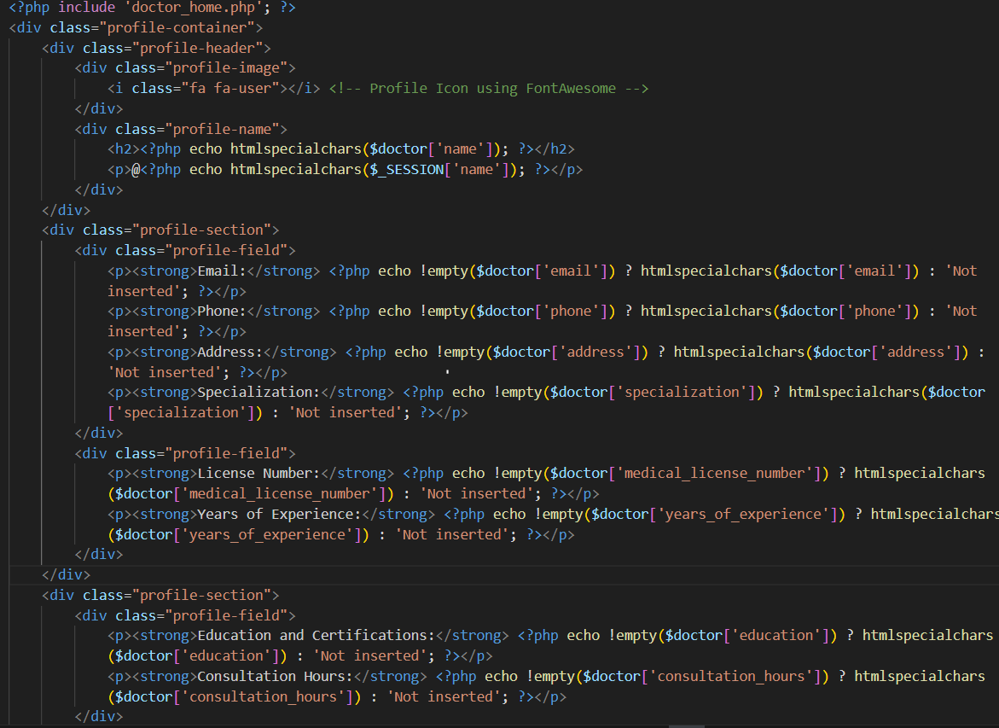 <?php include 'doctor_home.php'; ?>
<div class="profile-container">
<div class="profile-header">
<div class="profile-image">
<i class="fa fa-user"></i> <!-- Profile Icon using FontAwesome -->
</div>
<div class="profile-name">
<h2><?php echo htmlspecialchars($doctor['name']); ?></h2>
<p>@<?php echo htmlspecialchars($_SESSION['name']); ?></p>
</div>
</div>
<div class="profile-section">
<div class="profile-field">
<p><strong>Email:</strong> <?php echo !empty($doctor['email']) ? htmlspecialchars($doctor['email']) : 'Not
inserted'; ?></p>
<p><strong>Phone:</strong> <?php echo !empty($doctor['phone']) ? htmlspecialchars($doctor['phone']) : 'Not
inserted'; ?></p>
<p><strong>Address:</strong> <?php echo !empty($doctor['address']) ? htmlspecialchars($doctor['address']) :
'Not inserted'; ?></p>
<p><strong>Specialization:</strong> <?php echo !empty($doctor['specialization']) ? htmlspecialchars($doctor
['specialization']) : 'Not inserted'; ?></p>
</div>
<div class="profile-field">
<p><strong>License Number:</strong> <?php echo !empty($doctor['medical_license_number']) ? htmlspecialchars
($doctor['medical_license_number']) : 'Not inserted'; ?></p>
<p><strong>Years of Experience:</strong> <?php echo !empty($doctor['years_of_experience']) ? htmlspecialchars
($doctor['years_of_experience']) : 'Not inserted'; ?></p>
</div>
</div>
<div class="profile-section">
<div class="profile-field">
<p><strong>Education and Certifications:</strong> <?php echo !empty($doctor['education']) ? htmlspecialchars
($doctor['education']) : 'Not inserted'; ?></p>
<p><strong>Consultation Hours:</strong> <?php echo !empty($doctor['consultation_hours']) ? htmlspecialchars
($doctor['consultation_hours']) : 'Not inserted'; ?></p>
</div>